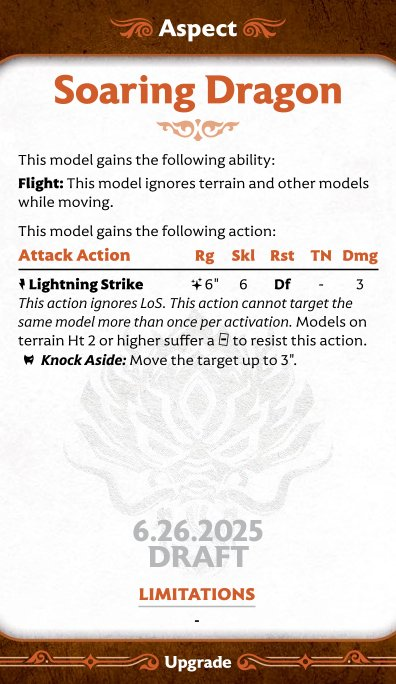 Aspect
Soaring Dragon
This model gains the following ability:
Flight: This model ignores terrain and other models
while moving.
This model gains the following action:
Attack Action Rg Skl Rst TN Dmg
Lightning Strike 6" 6 Df - 3
This action ignores LoS. This action cannot target the
same model more than once per activation. Models on
terrain Ht 2 or higher suffer a to resist this action.
Knock Aside: Move the target up to 3".
6.26.2025
DRAFT
LIMITATIONS
-
Upgrade